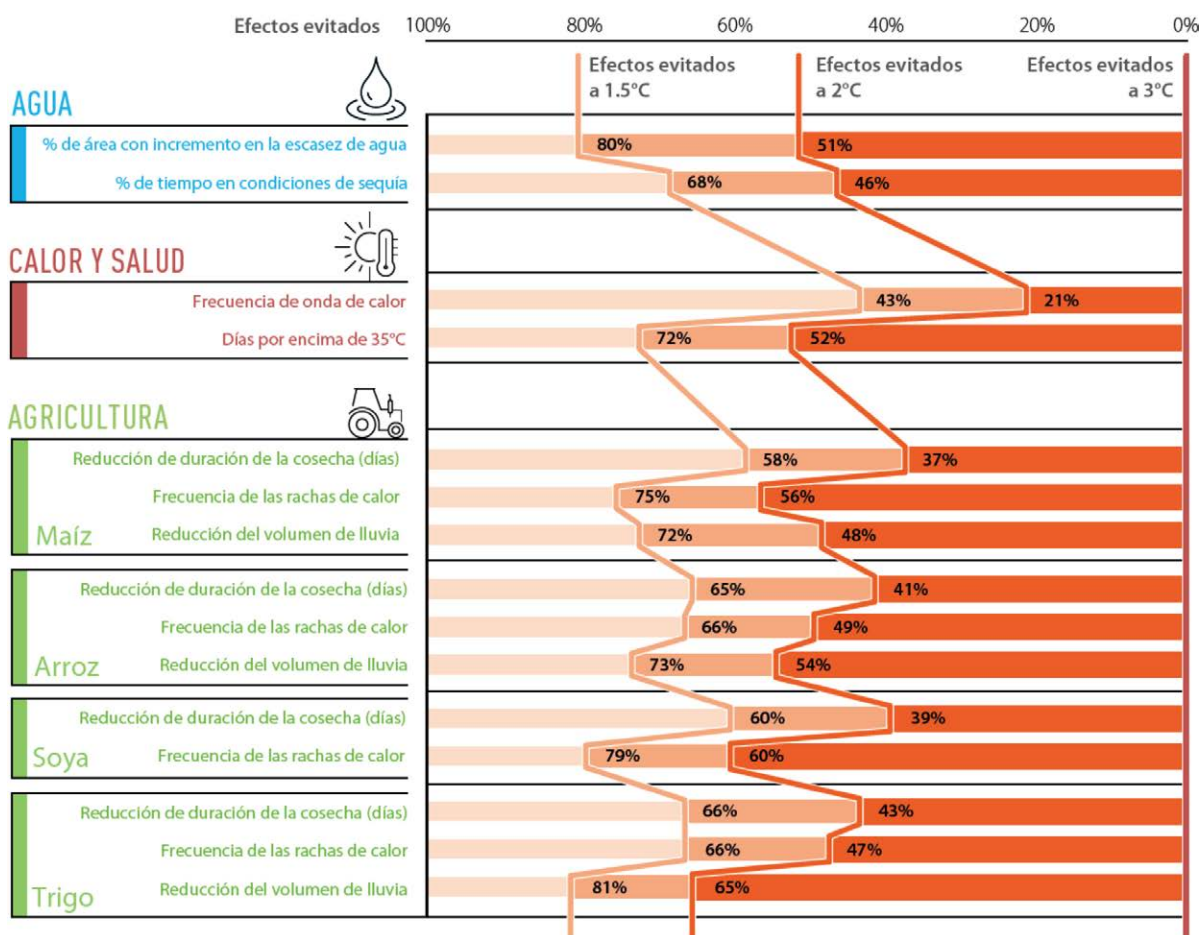 Efectos evitados 100% 80% 60% 40% 20% 0%
Efectos evitados
a 1.5°C
Efectos evitados
a 2°C
Efectos evitados
a 3°C
AGUA
% de área con incremento en la escasez de agua 80% 51%
% de tiempo en condiciones de sequía 68% 46%
CALOR Y SALUD
Frecuencia de onda de calor 43% 21%
Días por encima de 35°C 72% 52%
AGRICULTURA
Reducción de duración de la cosecha (días) 58% 37%
Frecuencia de las rachas de calor 75% 56%
Maíz Reducción del volumen de lluvia 72% 48%
Reducción de duración de la cosecha (días) 65% 41%
Frecuencia de las rachas de calor 66% 49%
Arroz Reducción del volumen de lluvia 73% 54%
Reducción de duración de la cosecha (días) 60% 39%
Soya Frecuencia de las rachas de calor 79% 60%
Reducción de duración de la cosecha (días) 66% 43%
Frecuencia de las rachas de calor 66% 47%
Trigo Reducción del volumen de lluvia 81% 65%